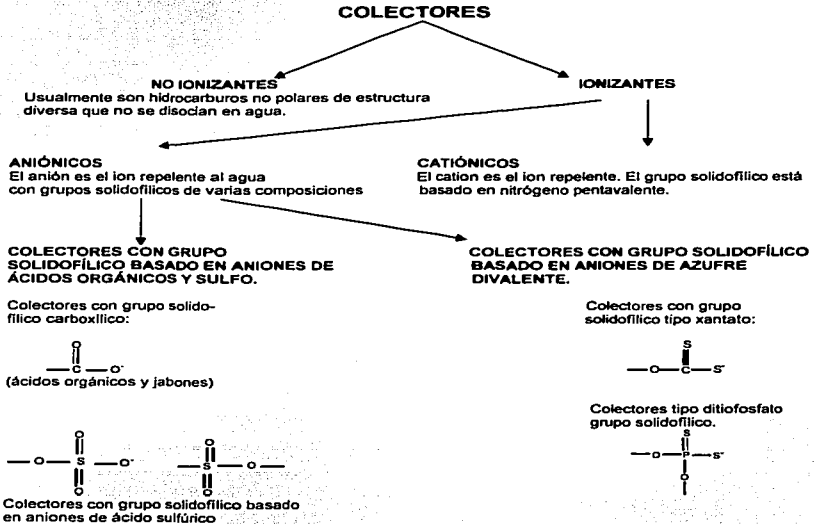 COLECTORES
NO IONIZANTES
Usualmente son hidrocarburos no polares de estructura
diversa que no se disocian en agua.
IONIZANTES
ANIÓNICOS
El anión es el ion repelente al agua
con grupos solidofílicos de varias composiciones
CATIÓNICOS
El cation es el ion repelente. El grupo solidofílico está
basado en nitrógeno pentavalente.
COLECTORES CON GRUPO
SOLIDOFÍLICO BASADO EN ANIONES DE
ÁCIDOS ORGÁNICOS Y SULFO.
COLECTORES CON GRUPO SOLIDOFÍLICO
BASADO EN ANIONES DE AZUFRE
DIVALENTE.
Colectores con grupo solido-
fílico carboxílico:
O
C O-
(ácidos orgánicos y jabones)
O
O S O-
O
O
S O
O
Colectores con grupo solidofílico basado
en aniones de ácido sulfúrico
Colectores con grupo
solidofílico tipo xantato:
S
O C S-
Colectores tipo ditiofosfato
grupo solidofílico.
S
O P S-
O